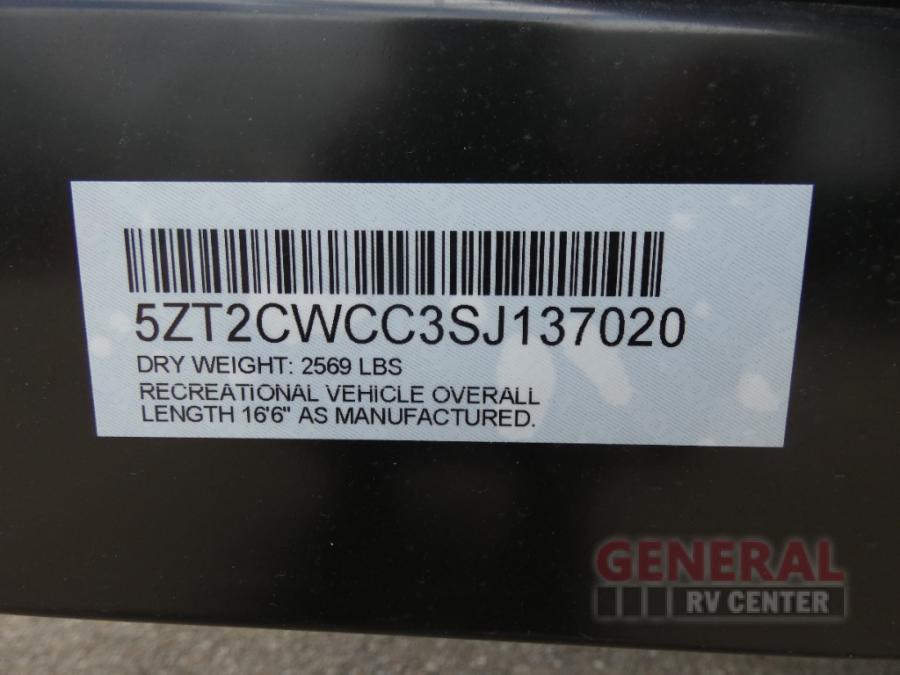 5ZT2CWCC3SJ137020
DRY WEIGHT: 2569 LBS
RECREATIONAL VEHICLE OVERALL
LENGTH 16'6" AS MANUFACTURED.
GENERAL
RV CENTER